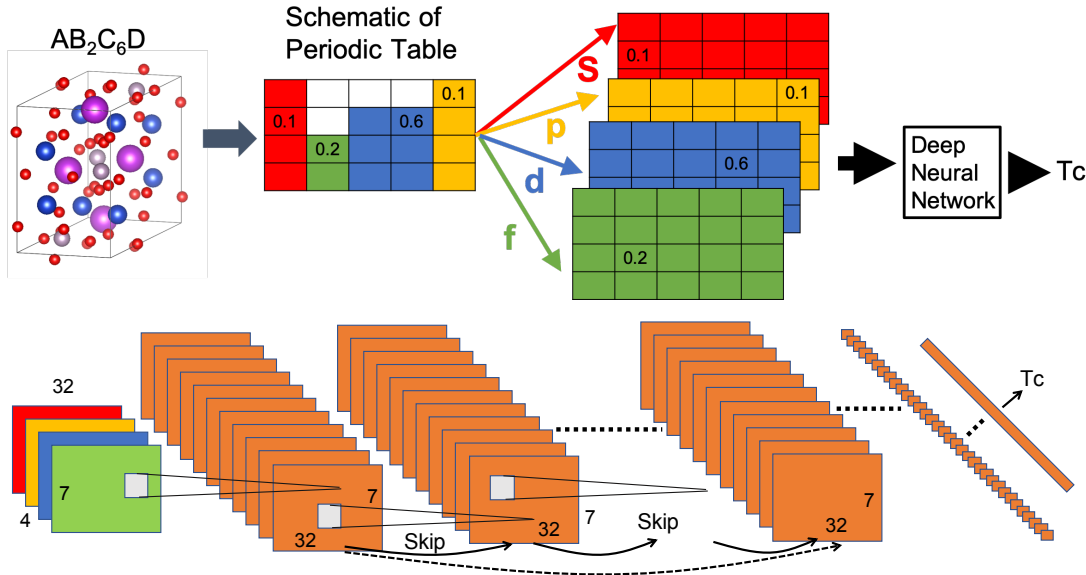 AB₂C₆D
Schematic of
Periodic Table
0.1
0.1
0.6
0.2
S
p
d
f
0.1
0.1
0.6
0.2
Deep
Neural
Network
Tc
32
7
4
7
32
Skip
32
7
Skip
7
32
Tc